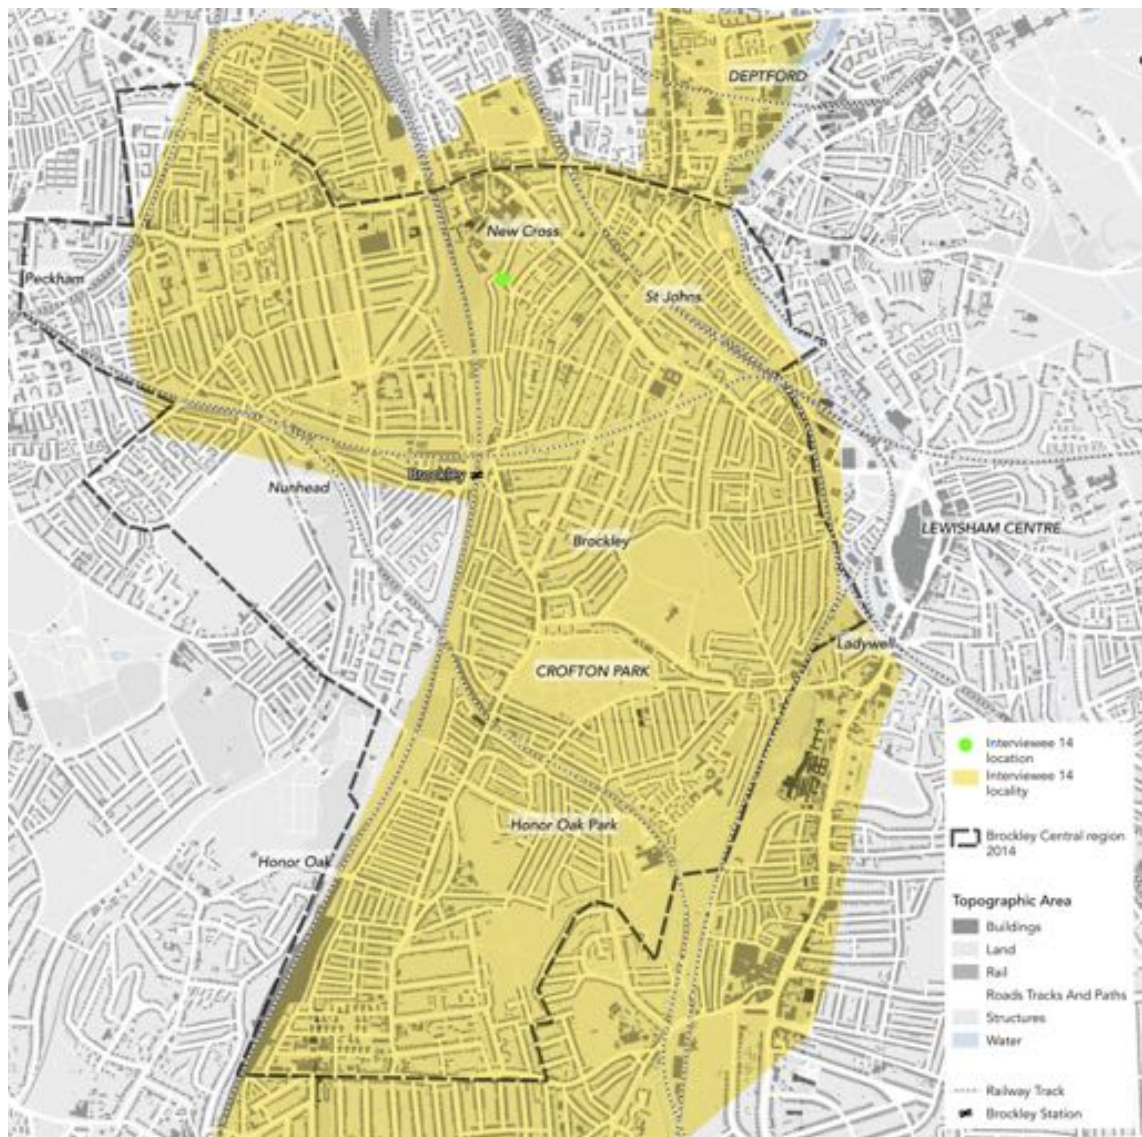 DEPTFORD
New Cross
Peckham
St Johns
Brockley
Nunhead
LEWISHAM CENTRE
Brockley
Ladywell
CROFTON PARK
Interviewee 14
location
Interviewee 14
locality
Honor Oak Park
Brockley Central region
2014
Honor Oak
Topographic Area
Buildings
Land
Rail
Roads Tracks And Paths
Structures
Water
Railway Track
Brockley Station